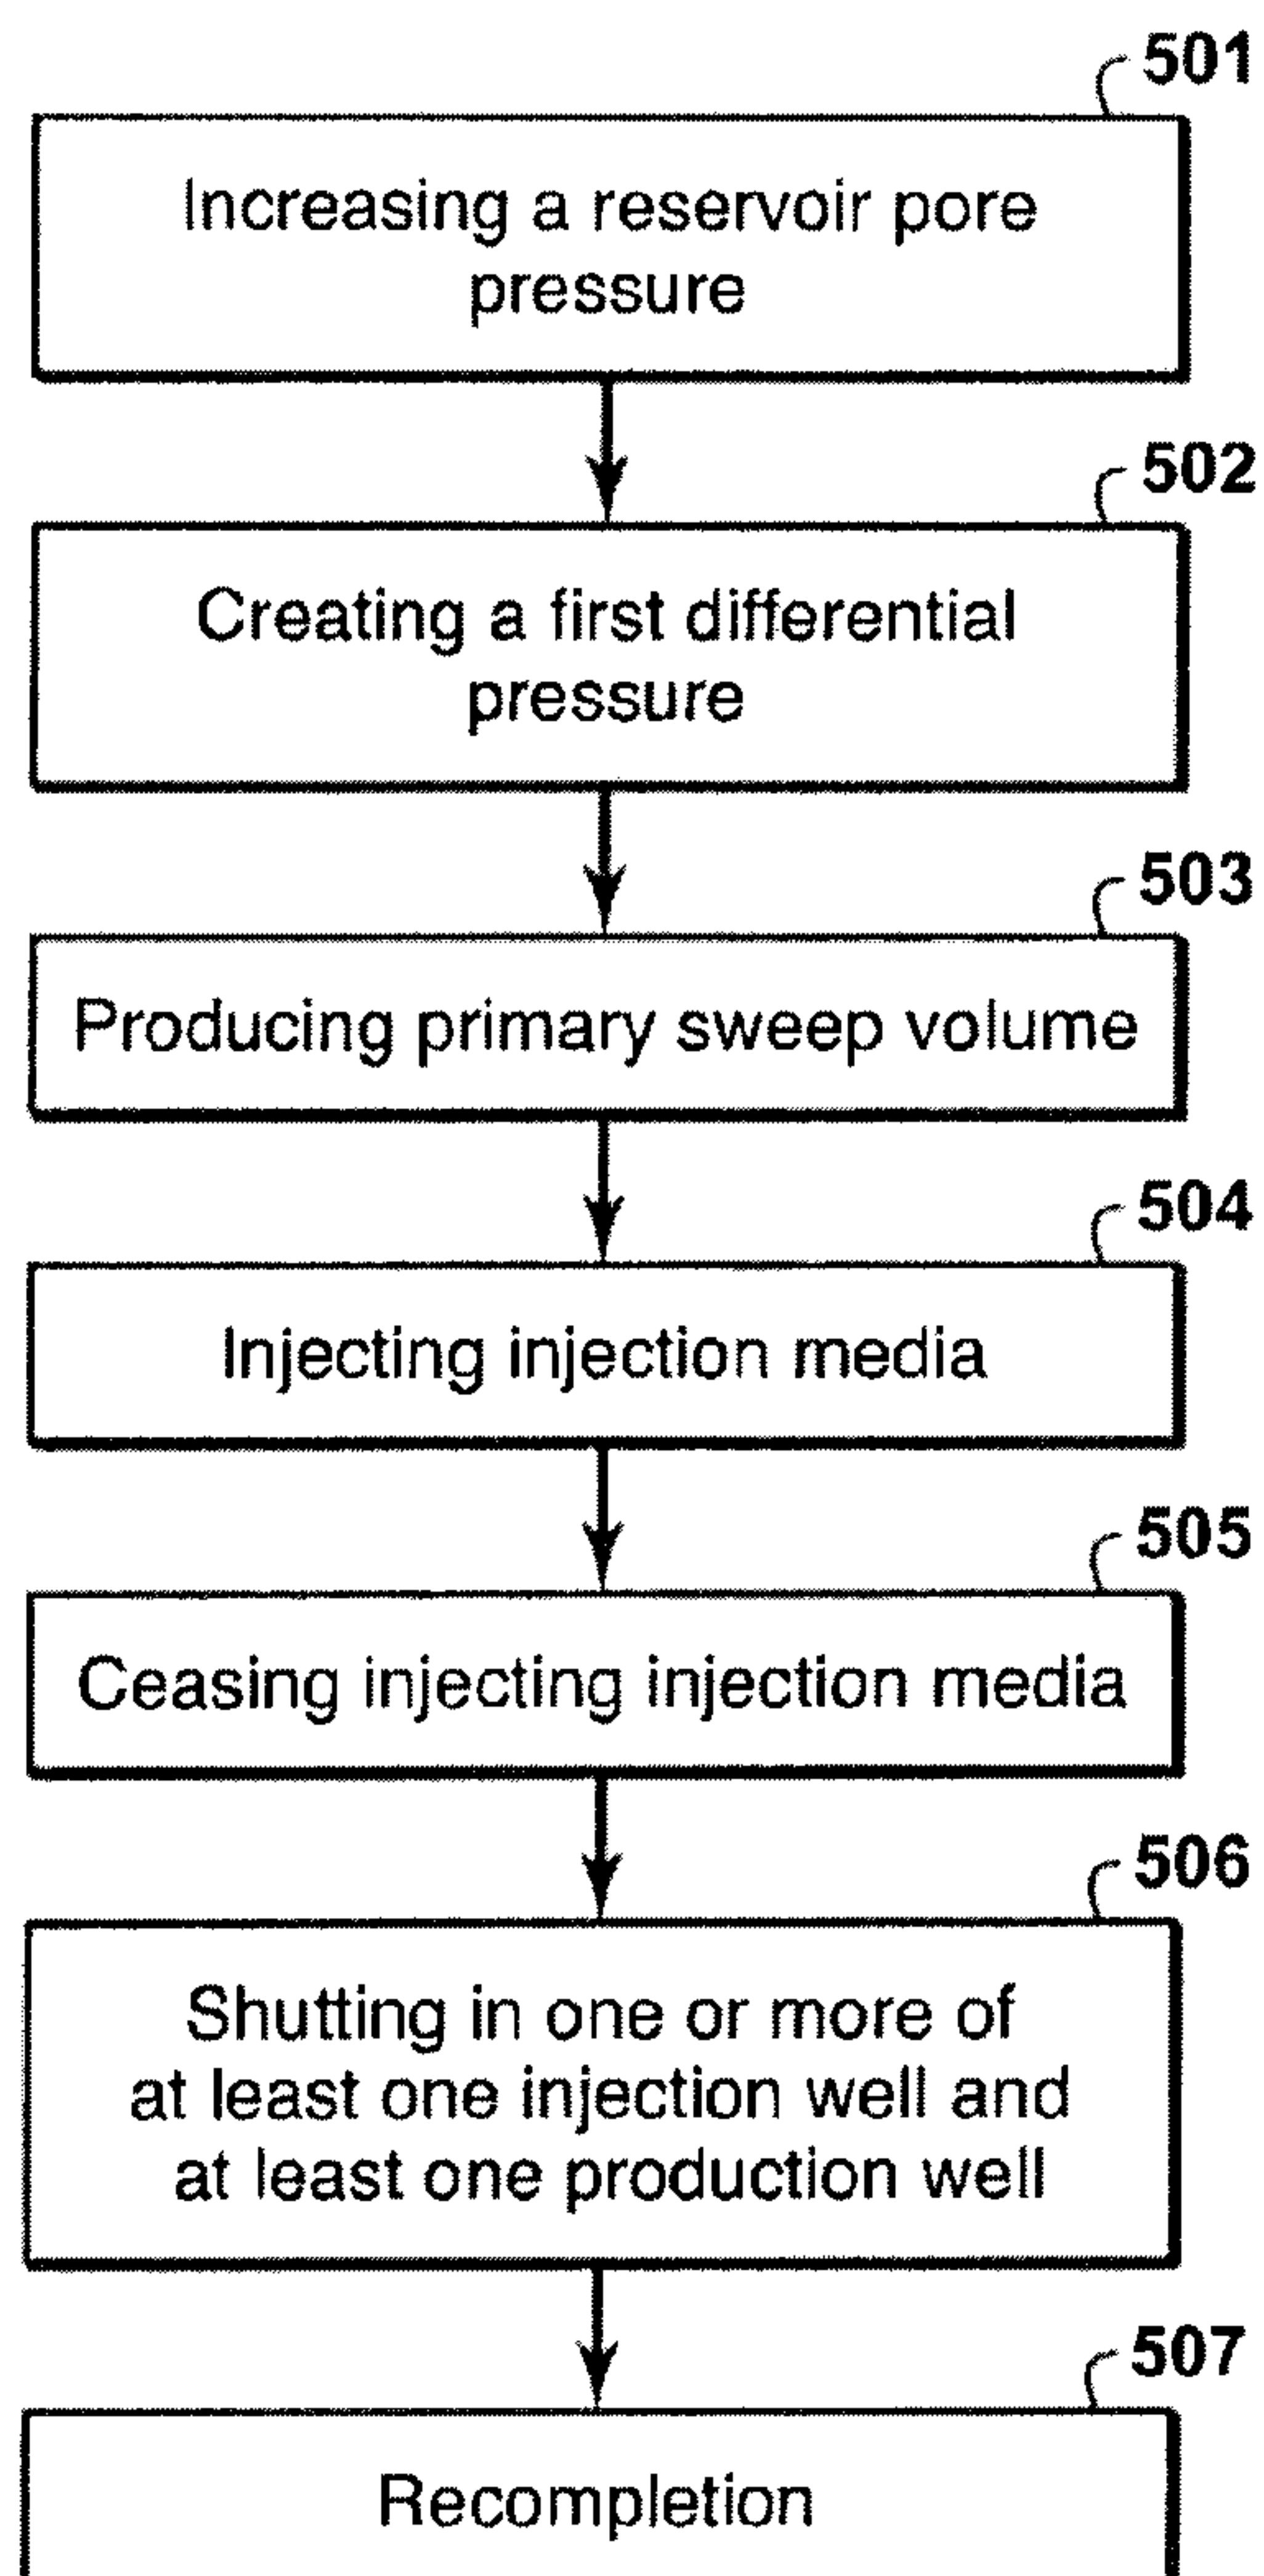 501
Increasing a reservoir pore
pressure
502
Creating a first differential
pressure
503
Producing primary sweep volume
504
Injecting injection media
505
Ceasing injecting injection media
506
Shutting in one or more of
at least one injection well and
at least one production well
507
Recompletion